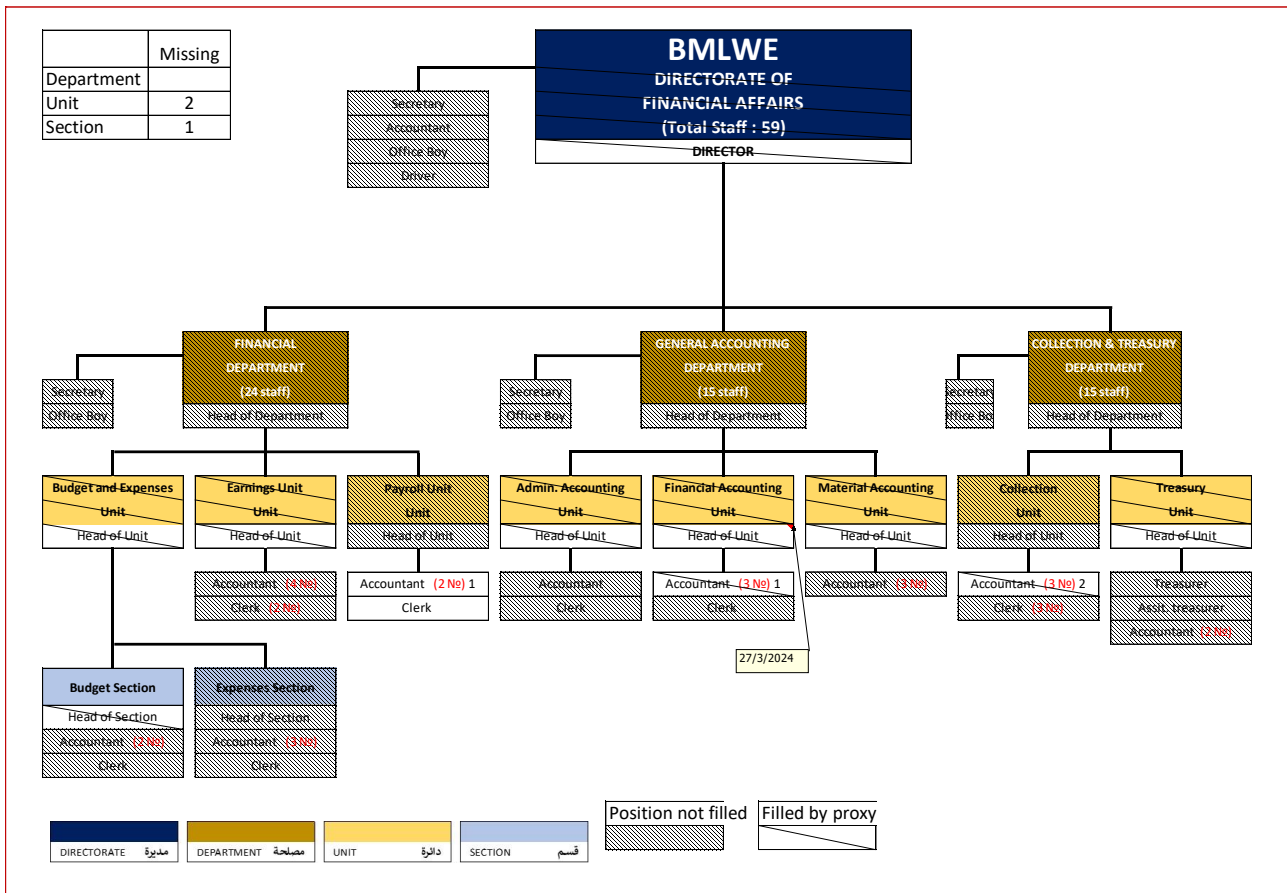 Missing
Department
Unit 2
Section 1
BMLWE
DIRECTORATE OF
FINANCIAL AFFAIRS
(Total Staff : 59)
DIRECTOR
Secretary
Accountant
Office Boy
Driver
FINANCIAL
DEPARTMENT
(24 staff)
Head of Department
Secretary
Office Boy
GENERAL ACCOUNTING
DEPARTMENT
(15 staff)
Head of Department
Secretary
Office Boy
COLLECTION & TREASURY
DEPARTMENT
(15 staff)
Head of Department
Secretary
Office Bo
Budget and Expenses
Unit
Head of Unit
Earnings Unit
Unit
Head of Unit
Accountant (4 №)
Clerk (2 №)
Payroll Unit
Unit
Head of Unit
Accountant (2 №) 1
Clerk
Admin. Accounting
Unit
Head of Unit
Accountant
Clerk
Financial Accounting
Unit
Head of Unit
Accountant (3 №) 1
Clerk
27/3/2024
Material Accounting
Unit
Head of Unit
Accountant (3 №)
Collection
Unit
Head of Unit
Accountant (3 №) 2
Clerk (3 №)
Treasury
Unit
Head of Unit
Treasurer
Assit. treasurer
Accountant (2 №)
Budget Section
Head of Section
Accountant (2 №)
Clerk
Expenses Section
Head of Section
Accountant (3 №)
Clerk
DIRECTORATE مديرة
DEPARTMENT مصلحة
UNIT دائرة
SECTION قسم
Position not filled
Filled by proxy